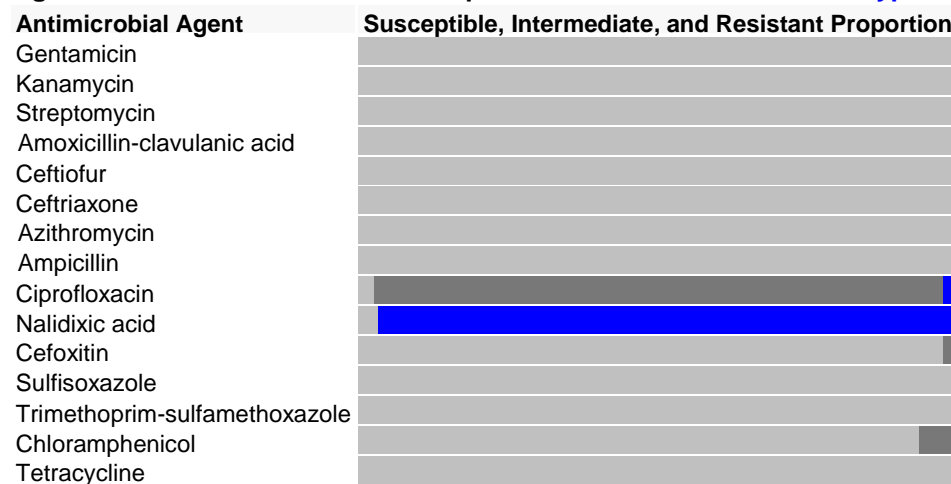 Antimicrobial Agent Susceptible, Intermediate, and Resistant Proportion
Gentamicin
Kanamycin
Streptomycin
Amoxicillin-clavulanic acid
Ceftiofur
Ceftriaxone
Azithromycin
Ampicillin
Ciprofloxacin
Nalidixic acid
Cefoxitin
Sulfisoxazole
Trimethoprim-sulfamethoxazole
Chloramphenicol
Tetracycline